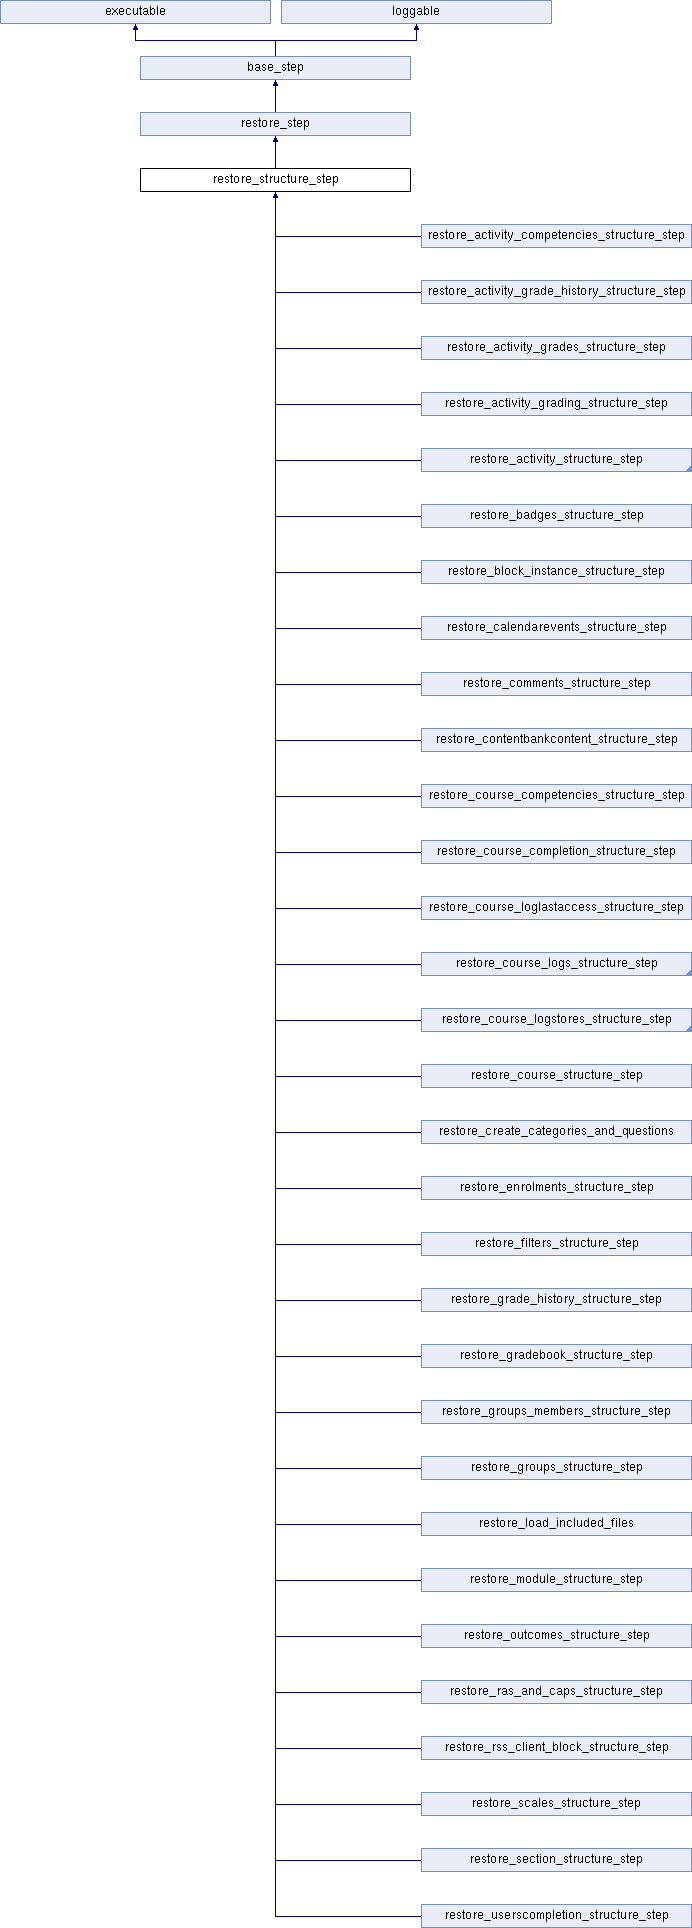 executable
loggable
base_step
restore_step
restore_structure_step
restore_activity_competencies_structure_step
restore_activity_grade_history_structure_step
restore_activity_grades_structure_step
restore_activity_grading_structure_step
restore_activity_structure_step
restore_badges_structure_step
restore_block_instance_structure_step
restore_calendarevents_structure_step
restore_comments_structure_step
restore_contentbankcontent_structure_step
restore_course_competencies_structure_step
restore_course_completion_structure_step
restore_course_loglastaccess_structure_step
restore_course_logs_structure_step
restore_course_logstores_structure_step
restore_course_structure_step
restore_create_categories_and_questions
restore_enrolments_structure_step
restore_filters_structure_step
restore_grade_history_structure_step
restore_gradebook_structure_step
restore_groups_members_structure_step
restore_groups_structure_step
restore_load_included_files
restore_module_structure_step
restore_outcomes_structure_step
restore_ras_and_caps_structure_step
restore_rss_client_block_structure_step
restore_scales_structure_step
restore_section_structure_step
restore_userscompletion_structure_step